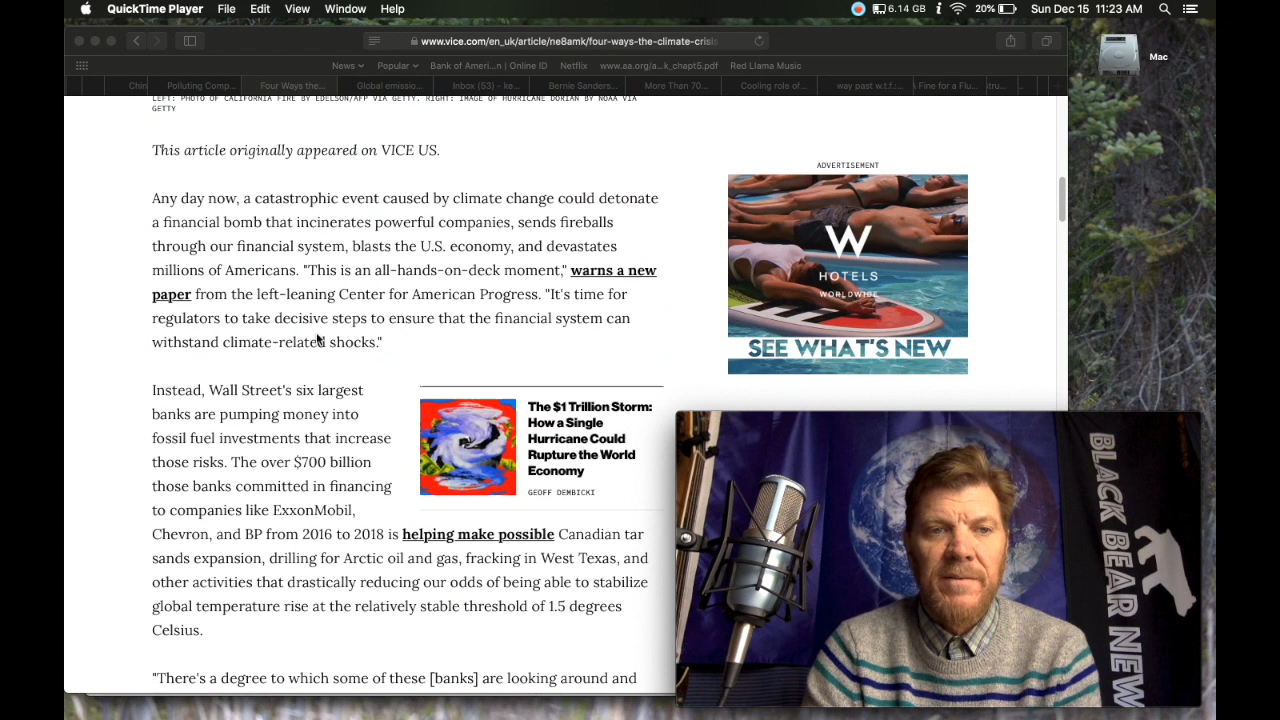 QuickTime Player File Edit View Window Help 6.14 GB 20% Sun Dec 15 11:23 AM
www.vice.com/en_uk/article/ne8amk/four-ways-the-climate-crisis
Mac
News Popular Bank of Ameri...n | Online ID Netflix www.aa.org/a...k_chapt5.pdf Red Llama Music
Chin Polluting Comp... Four Ways the... Global emissio... Inbox (53) – ke... Bernie Sanders... More Than 70... Cooling role of... way past w.t.f.:... A Fine for a Flu...
LEFT: PHOTO OF CALIFORNIA FIRE BY EDELSON/AFP VIA GETTY. RIGHT: IMAGE OF HURRICANE DORIAN BY NOAA VIA
GETTY
This article originally appeared on VICE US.
Any day now, a catastrophic event caused by climate change could detonate
a financial bomb that incinerates powerful companies, sends fireballs
through our financial system, blasts the U.S. economy, and devastates
millions of Americans. "This is an all-hands-on-deck moment," warns a new
paper from the left-leaning Center for American Progress. "It's time for
regulators to take decisive steps to ensure that the financial system can
withstand climate-related shocks."
Instead, Wall Street's six largest
banks are pumping money into
fossil fuel investments that increase
those risks. The over $700 billion
those banks committed in financing
to companies like ExxonMobil,
Chevron, and BP from 2016 to 2018 is helping make possible Canadian tar
sands expansion, drilling for Arctic oil and gas, fracking in West Texas, and
other activities that drastically reducing our odds of being able to stabilize
global temperature rise at the relatively stable threshold of 1.5 degrees
Celsius.
"There's a degree to which some of these [banks] are looking around and
The $1 Trillion Storm:
How a Single
Hurricane Could
Rupture the World
Economy
GEOFF DEMBICKI
ADVERTISEMENT
W
HOTELS
WORLDWIDE
SEE WHAT'S NEW
BLACK BEAR NEW